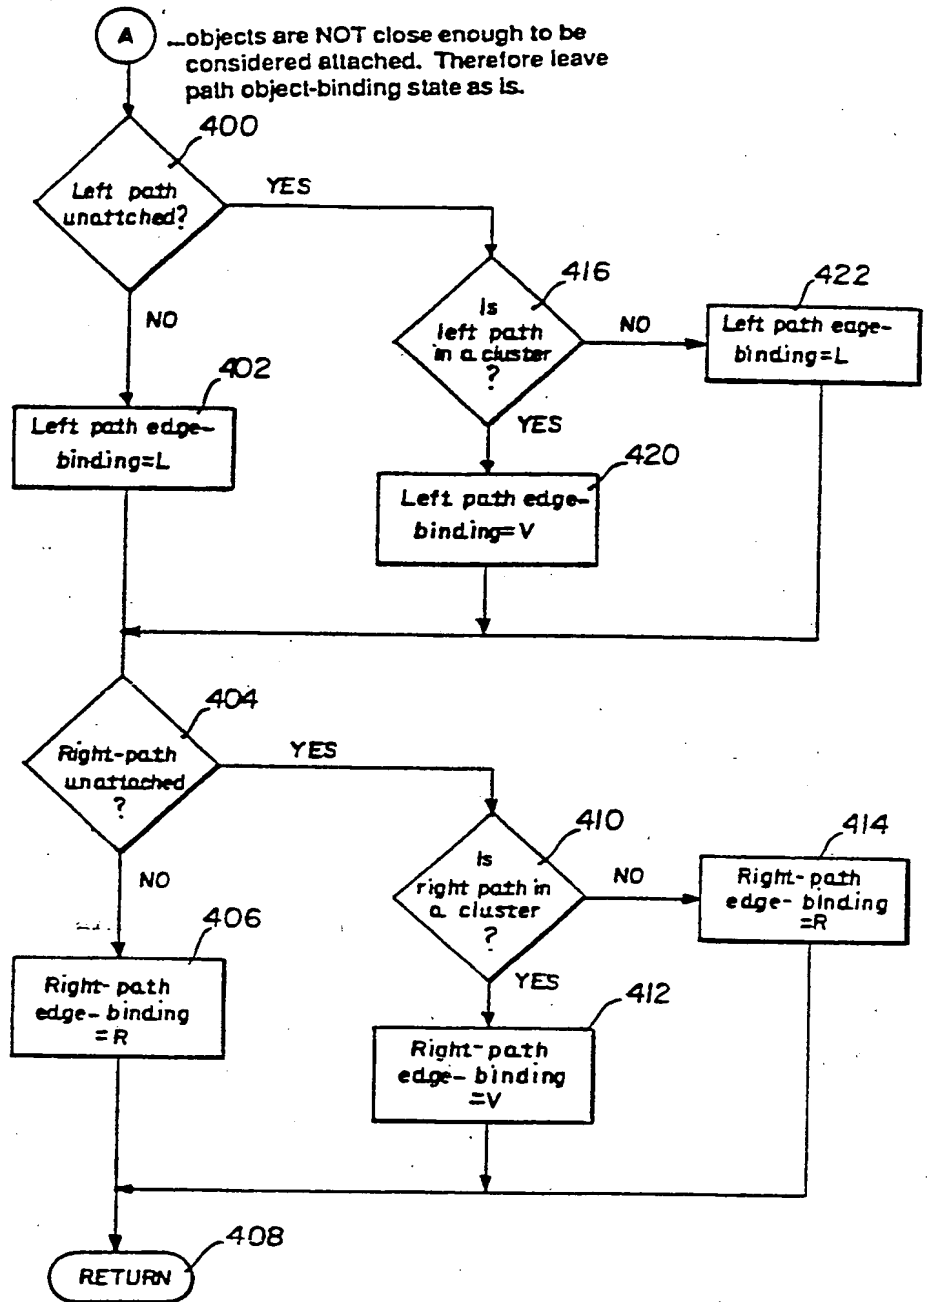 A
...objects are NOT close enough to be
considered attached. Therefore leave
path object-binding state as is.
400
Left path
unattched?
YES
NO
416
Is
left path
in a cluster
?
NO
YES
422
Left path eage-
binding=L
402
Left path edge-
binding=L
420
Left path edge-
binding=V
404
Right-path
unattached
?
YES
NO
410
Is
right path in
a cluster
?
NO
YES
414
Right-path
edge-binding
=R
406
Right-path
edge-binding
=R
412
Right-path
edge-binding
=V
408
RETURN